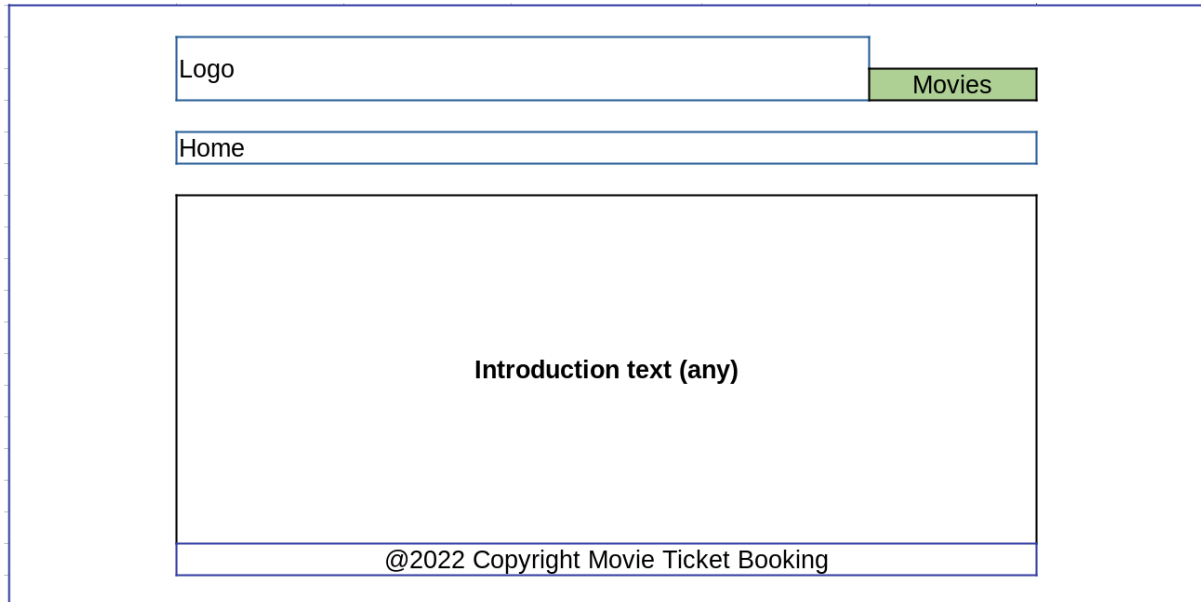 Logo
Movies
Home
Introduction text (any)
@2022 Copyright Movie Ticket Booking